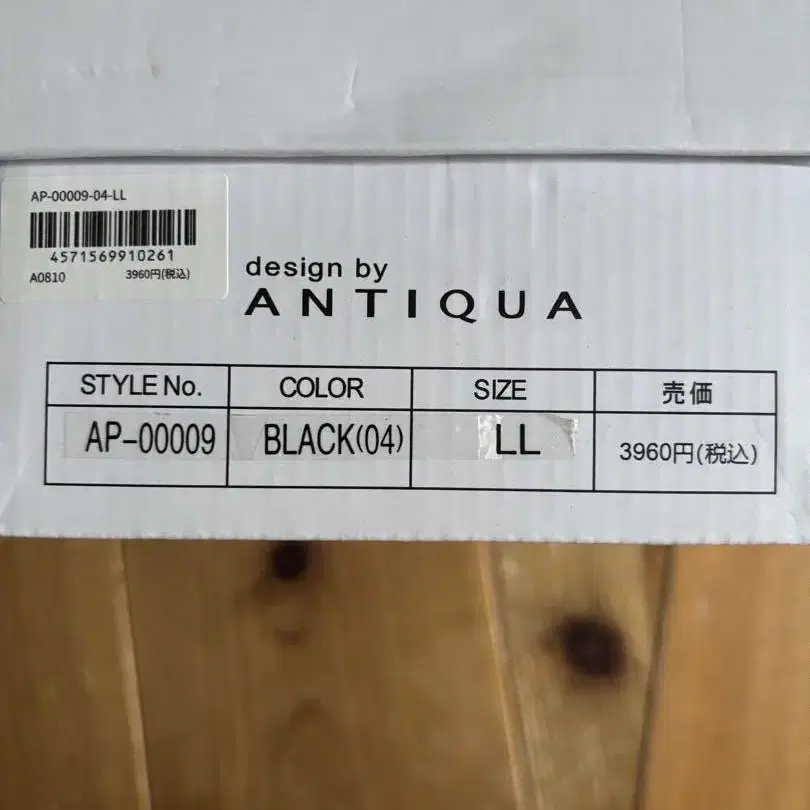 AP-00009-04-LL
4571569910261
A0810 3960円(税込)
design by
ANTIQUA
STYLE No. COLOR SIZE 売価
AP-00009 BLACK(04) LL 3960円(税込)